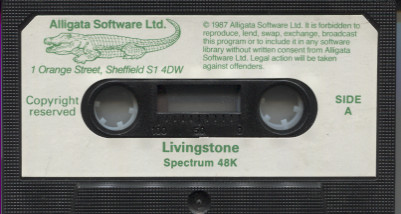 Alligata Software Ltd.
1 Orange Street, Sheffield S1 4DW
© 1987 Alligata Software Ltd. It is forbidden to
reproduce, lend, swap, exchange, broadcast
this program or to include it in any software
library without written consent from Alligata
Software Ltd. Legal action will be taken
against offenders.
Copyright
reserved
SIDE
A
100 50
Livingstone
Spectrum 48K